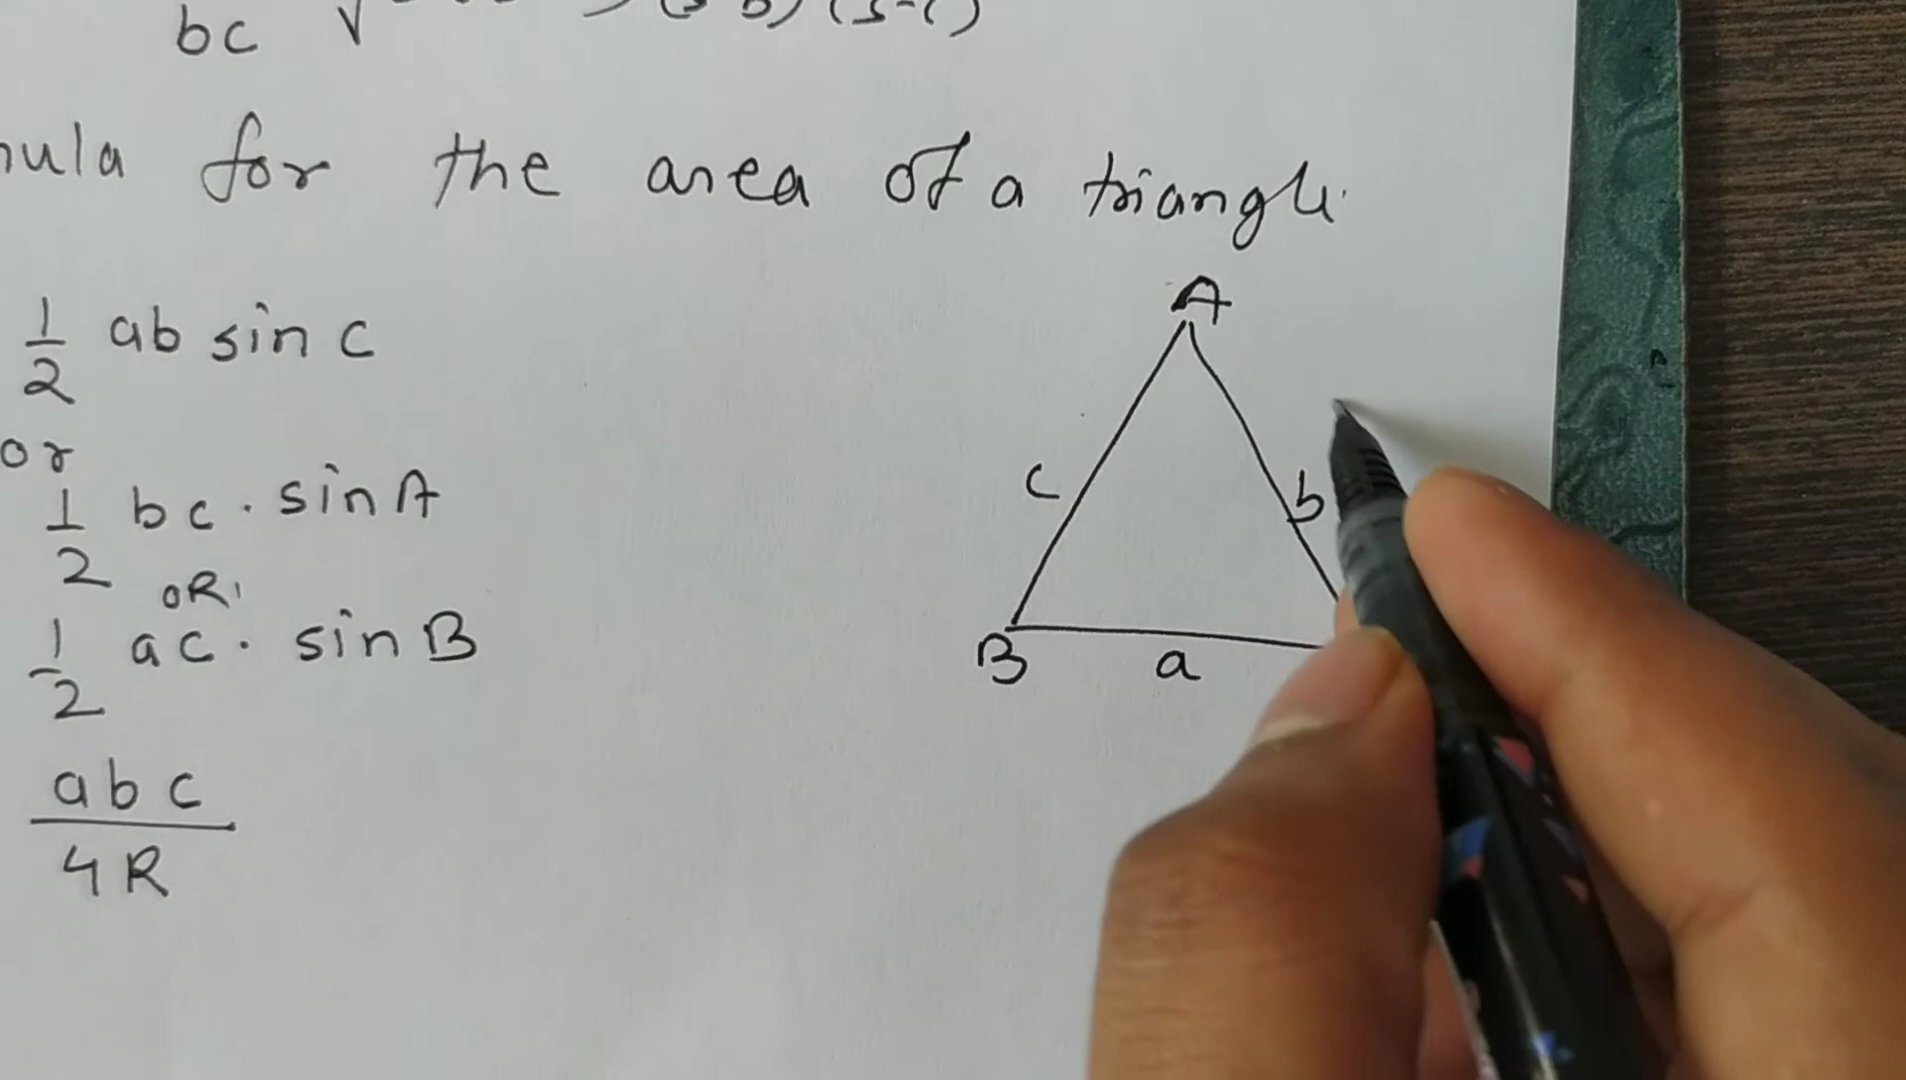 bc √ (s-b) (s-c)
for the area of a triangle.
1/2 ab sin C
or
1/2 bc . sin A
OR
1/2 ac . sin B
abc
4R
A
c
b
B
a